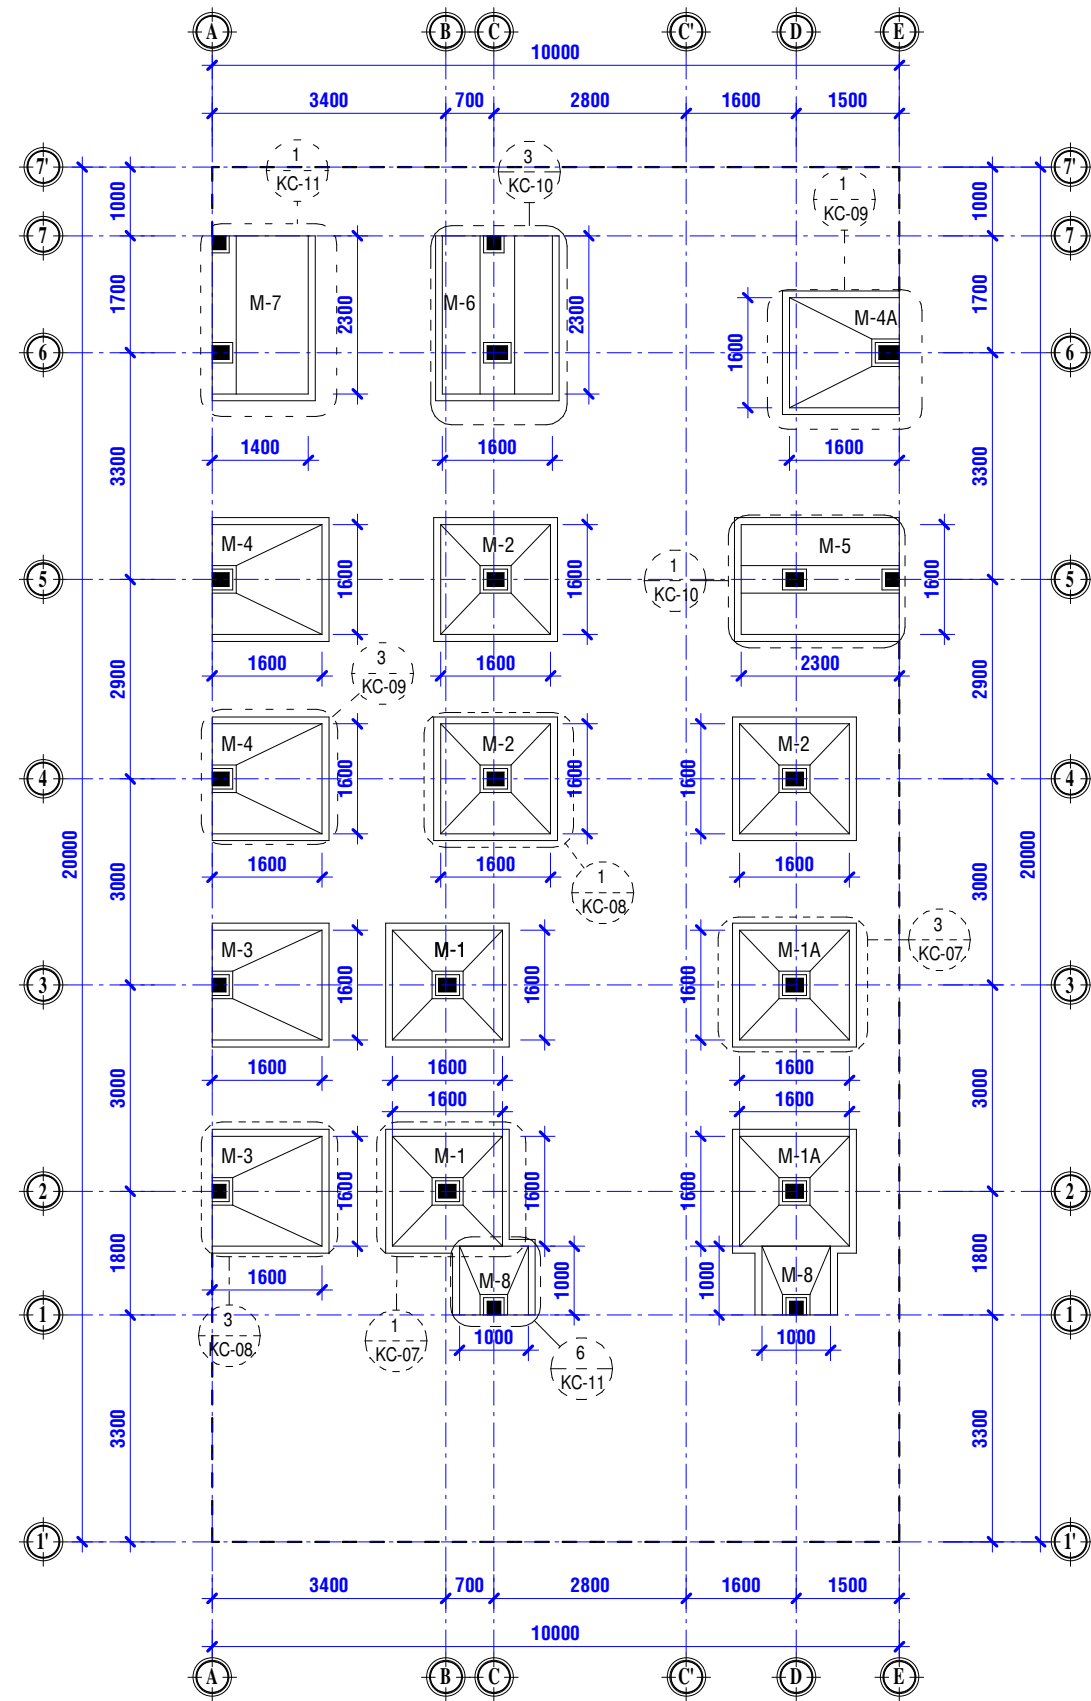 A B C C' D E
10000
3400 700 2800 1600 1500
7' 7'
1
KC-11
3
KC-10
1
KC-09
1000 1000
7 7
M-7 M-6 M-4A
1700 2300 2300 1600 1700
6 6
1400 1600 1600
3300 3300
M-4 M-2 M-5
5 1600 1600 1600 5
1
KC-10
1600 1600 2300
3
KC-09
2900 2900
M-4 M-2 M-2
4 1600 1600 1600 4
1600 1600 1600
20000 20000
3000 3000
1
KC-08
3
KC-07
M-3 M-1 M-1A
3 1600 1600 1600 3
1600 1600
3000 3000
1600 1600
M-3 M-1 M-1A
2 1600 1600 1600 2
1800 1800
1600 M-8 1000 1000 M-8
1 1
1000 1000
3
KC-08
1
KC-07
6
KC-11
3300 3300
1' 1'
3400 700 2800 1600 1500
10000
A B C C' D E